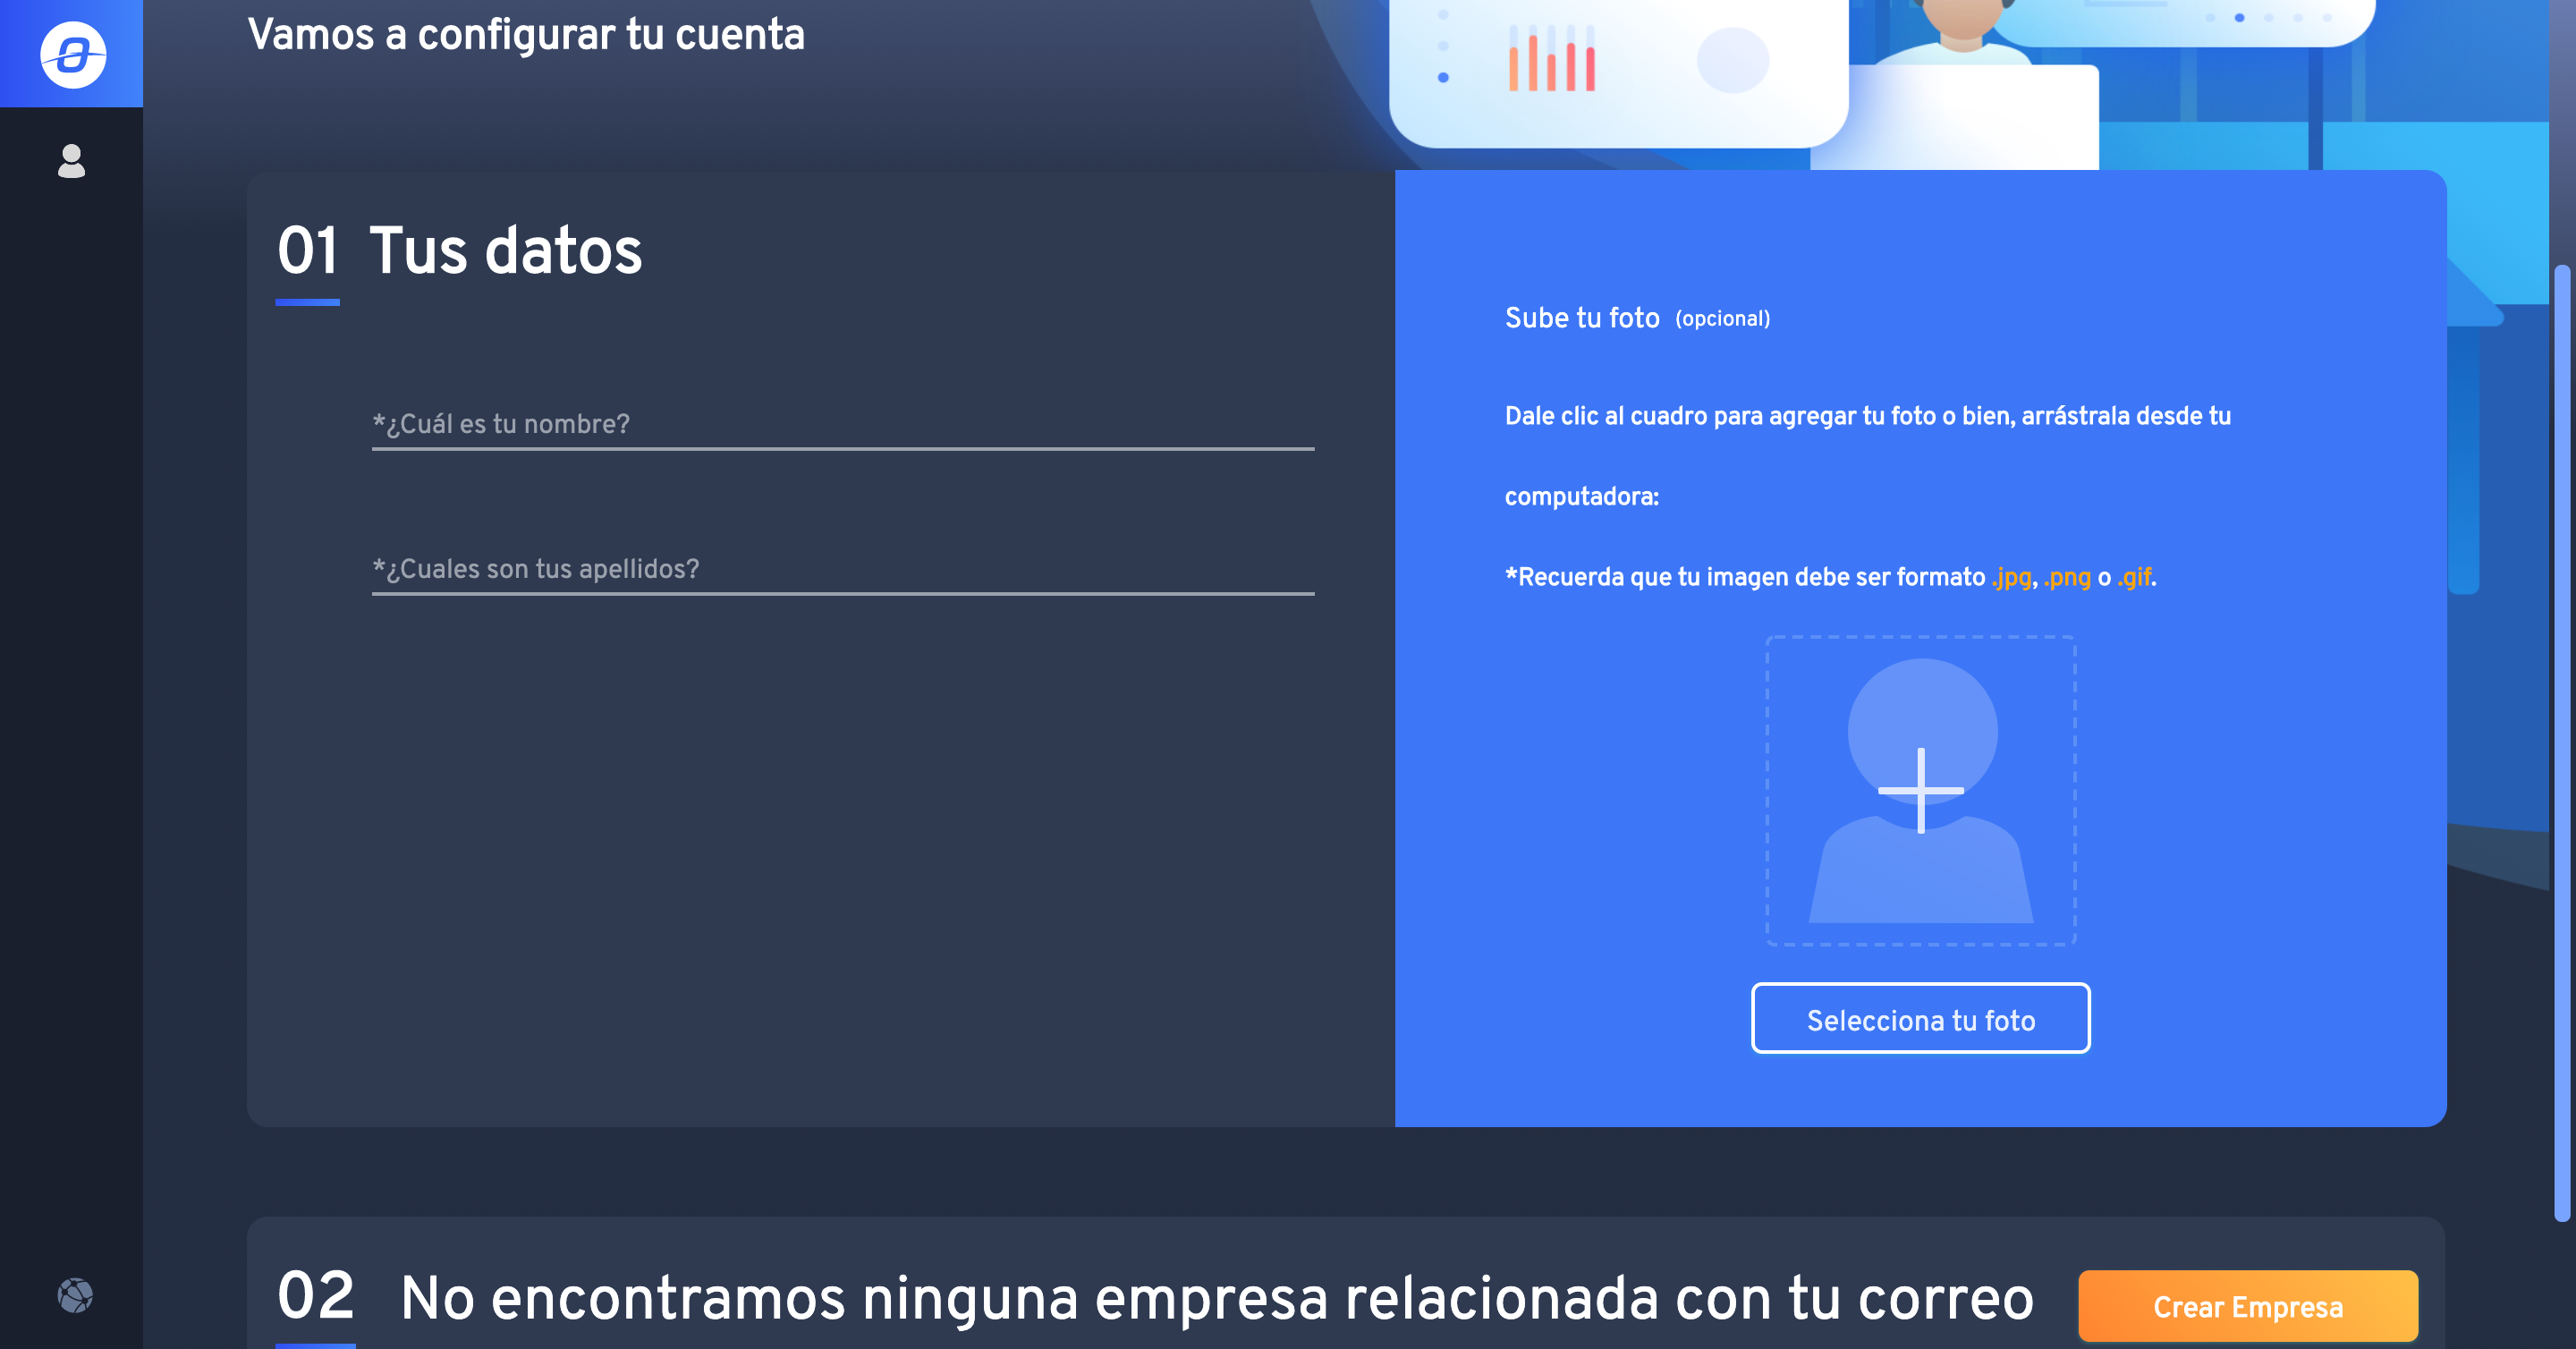 Vamos a configurar tu cuenta
01 Tus datos
*¿Cuál es tu nombre?
*¿Cuales son tus apellidos?
Sube tu foto (opcional)
Dale clic al cuadro para agregar tu foto o bien, arrástrala desde tu
computadora:
*Recuerda que tu imagen debe ser formato .jpg, .png o .gif.
Selecciona tu foto
02 No encontramos ninguna empresa relacionada con tu correo
Crear Empresa